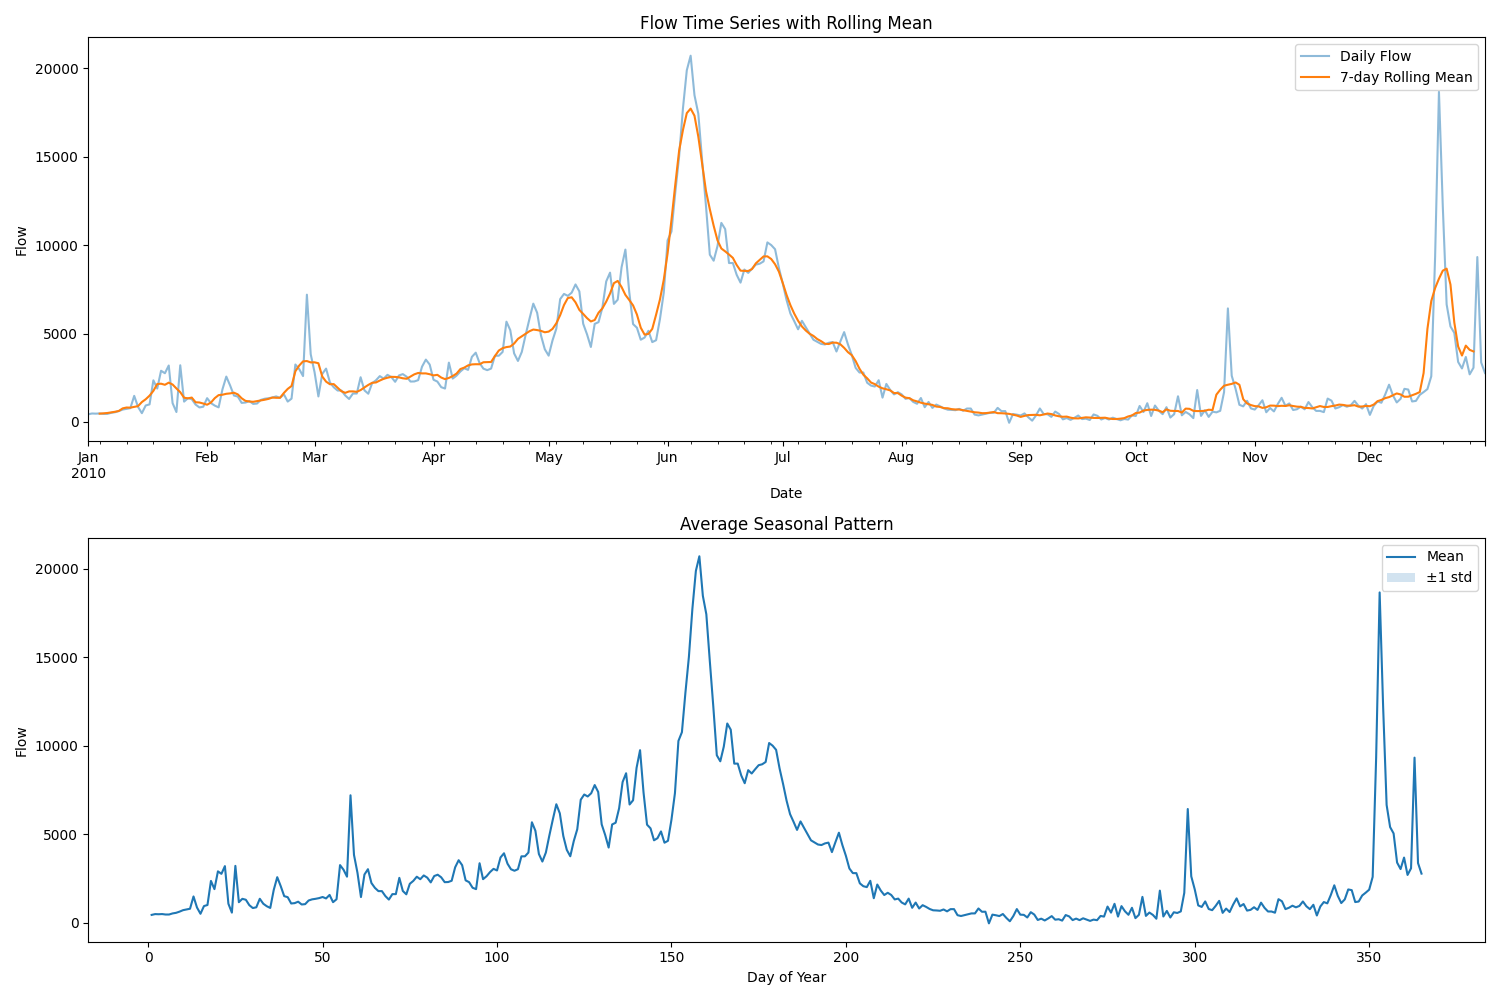 Flow Time Series with Rolling Mean
Daily Flow
7-day Rolling Mean
20000
15000
10000
5000
0
Flow
Jan Feb Mar Apr May Jun Jul Aug Sep Oct Nov Dec
2010
Date
Average Seasonal Pattern
Mean
±1 std
20000
15000
10000
5000
0
Flow
0 50 100 150 200 250 300 350
Day of Year